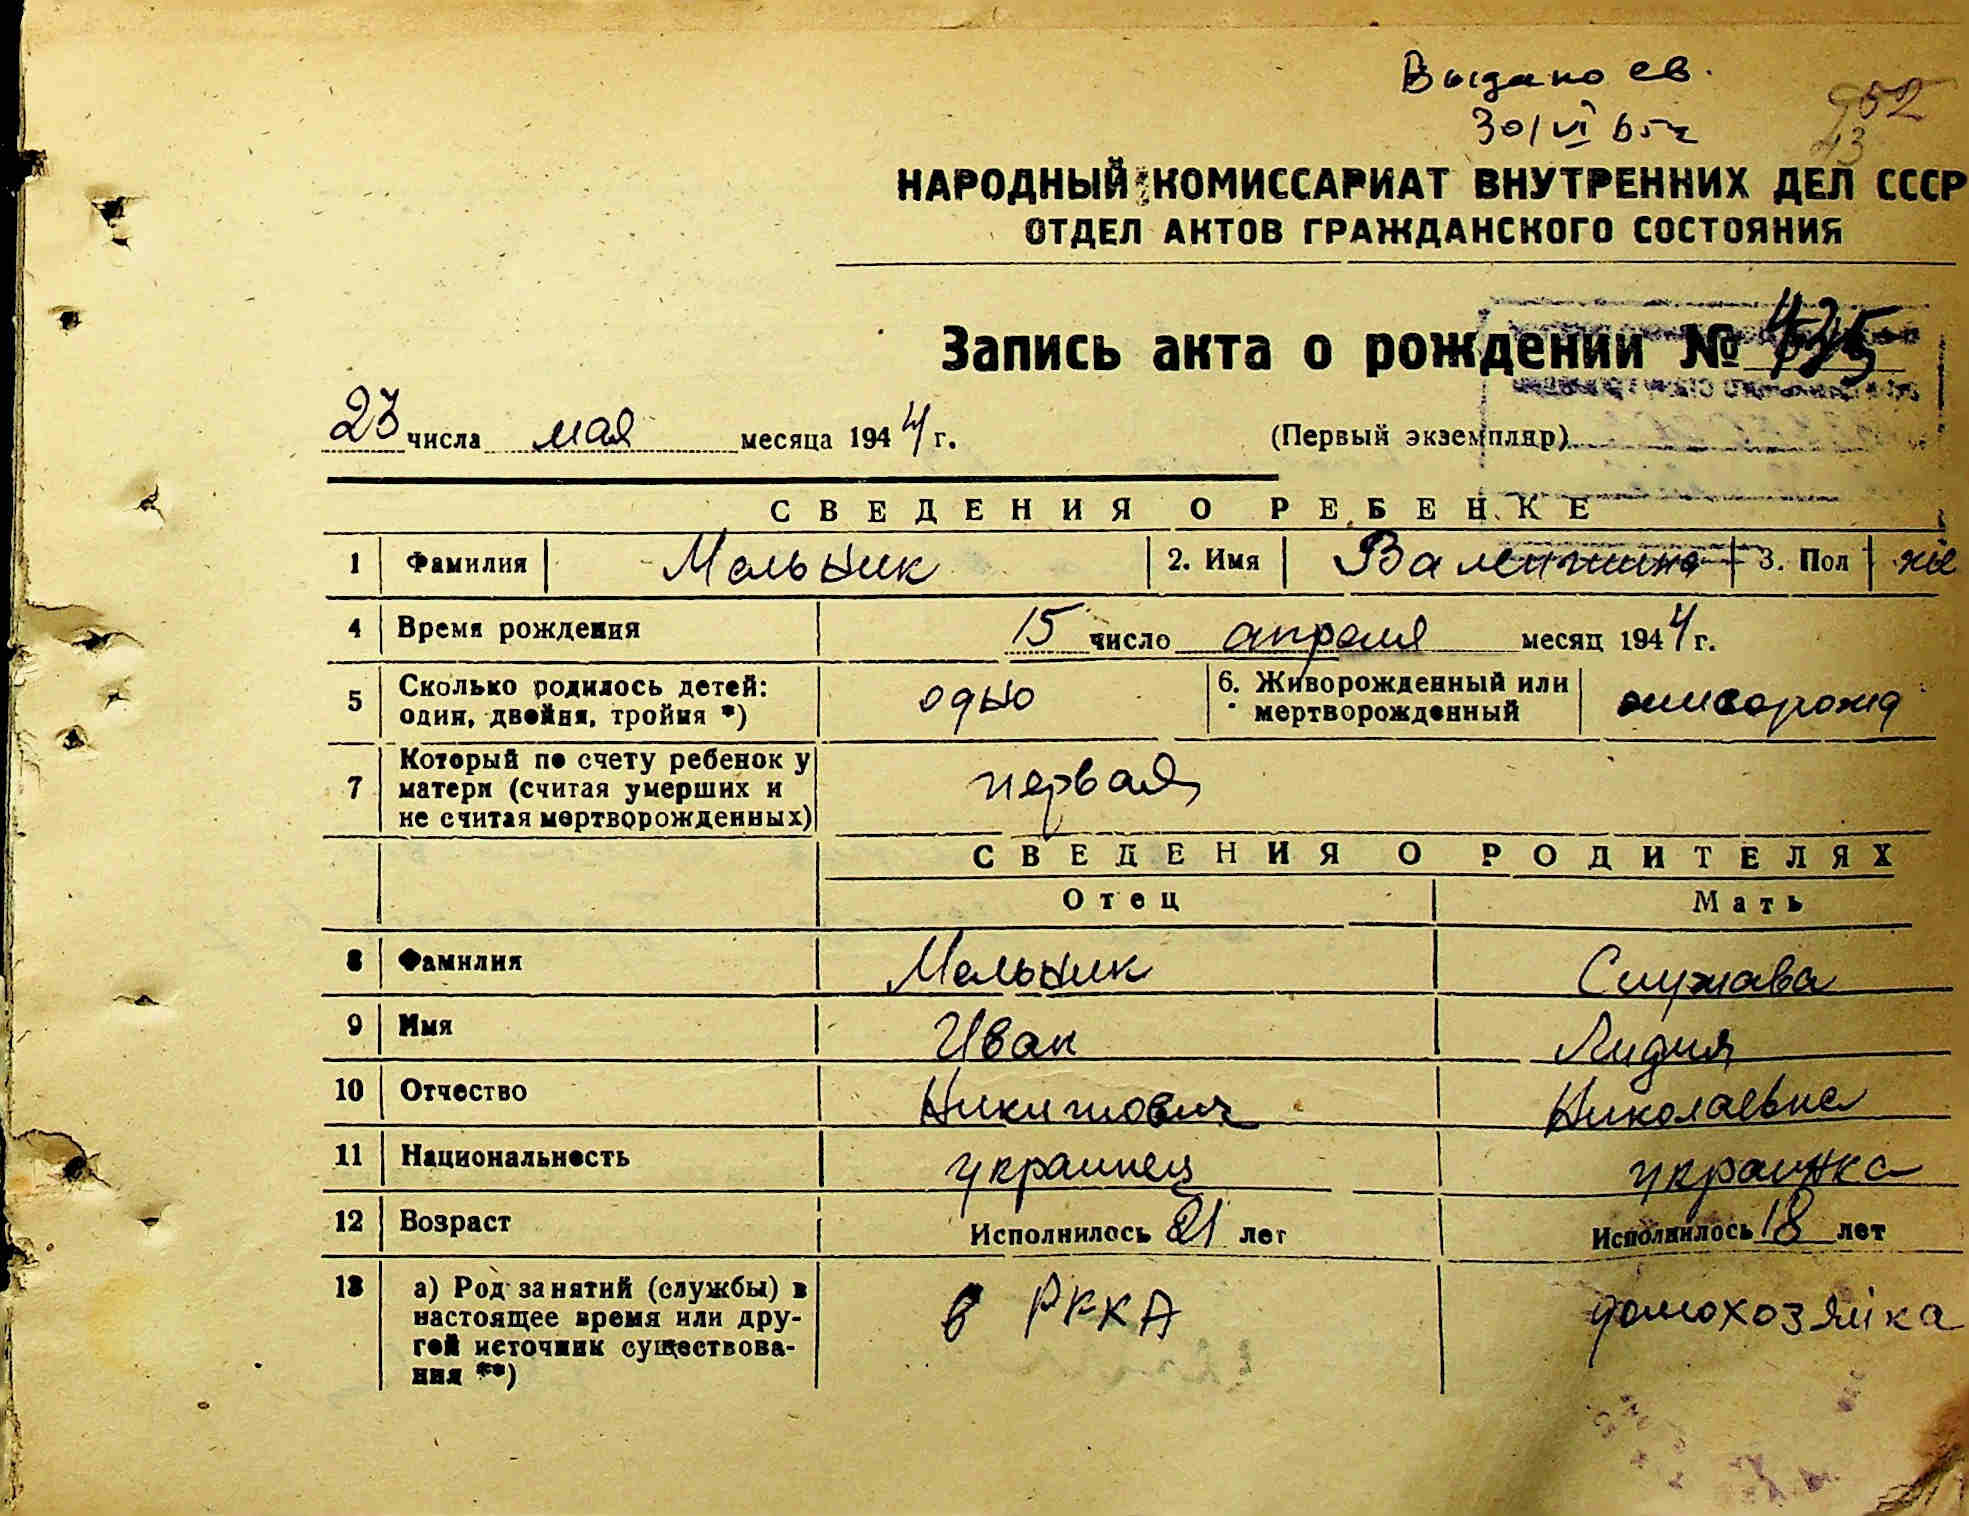 Выдано св.
30/VI 65 г
952
43
НАРОДНЫЙ КОМИССАРИАТ ВНУТРЕННИХ ДЕЛ СССР
ОТДЕЛ АКТОВ ГРАЖДАНСКОГО СОСТОЯНИЯ
Запись акта о рождении №
23 числа мая месяца 1944 г. (Первый экземпляр)
СВЕДЕНИЯ О РЕБЕНКЕ
1 Фамилия Мельник 2. Имя Валентина 3. Пол же
4 Время рождения 15 число апреля месяц 1944 г.
5 Сколько родилось детей: один, двойня, тройня *) одно 6. Живорожденный или мертворожденный живорожд
7 Который по счету ребенок у матери (считая умерших и не считая мертворожденных) первая
СВЕДЕНИЯ О РОДИТЕЛЯХ
Отец Мать
8 Фамилия Мельник Служава
9 Имя Иван Лидия
10 Отчество Никитович Николаевна
11 Национальность украинец украинка
12 Возраст Исполнилось 21 лет Исполнилось 18 лет
13 а) Род занятий (службы) в настоящее время или другой источник существования **) в РККА домохозяйка